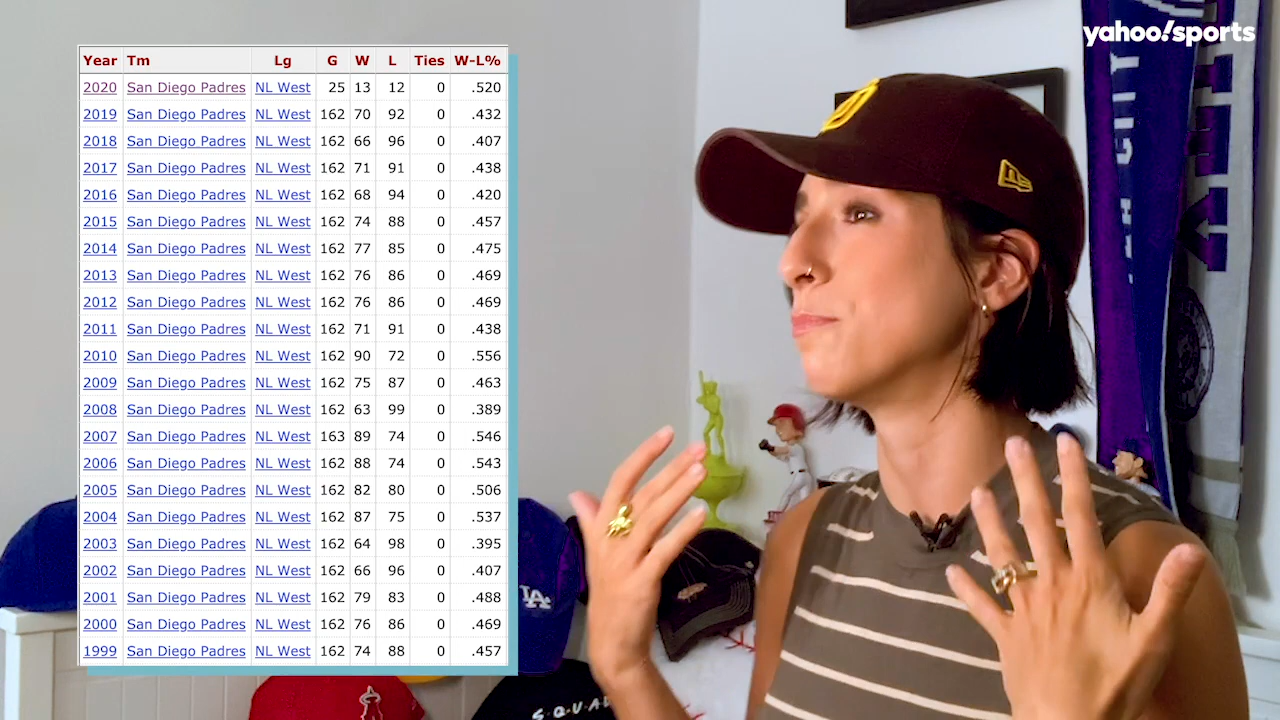 yahoo!sports
Year Tm Lg G W L Ties W-L%
2020 San Diego Padres NL West 25 13 12 0 .520
2019 San Diego Padres NL West 162 70 92 0 .432
2018 San Diego Padres NL West 162 66 96 0 .407
2017 San Diego Padres NL West 162 71 91 0 .438
2016 San Diego Padres NL West 162 68 94 0 .420
2015 San Diego Padres NL West 162 74 88 0 .457
2014 San Diego Padres NL West 162 77 85 0 .475
2013 San Diego Padres NL West 162 76 86 0 .469
2012 San Diego Padres NL West 162 76 86 0 .469
2011 San Diego Padres NL West 162 71 91 0 .438
2010 San Diego Padres NL West 162 90 72 0 .556
2009 San Diego Padres NL West 162 75 87 0 .463
2008 San Diego Padres NL West 162 63 99 0 .389
2007 San Diego Padres NL West 163 89 74 0 .546
2006 San Diego Padres NL West 162 88 74 0 .543
2005 San Diego Padres NL West 162 82 80 0 .506
2004 San Diego Padres NL West 162 87 75 0 .537
2003 San Diego Padres NL West 162 64 98 0 .395
2002 San Diego Padres NL West 162 66 96 0 .407
2001 San Diego Padres NL West 162 79 83 0 .488
2000 San Diego Padres NL West 162 76 86 0 .469
1999 San Diego Padres NL West 162 74 88 0 .457
LA
CITY